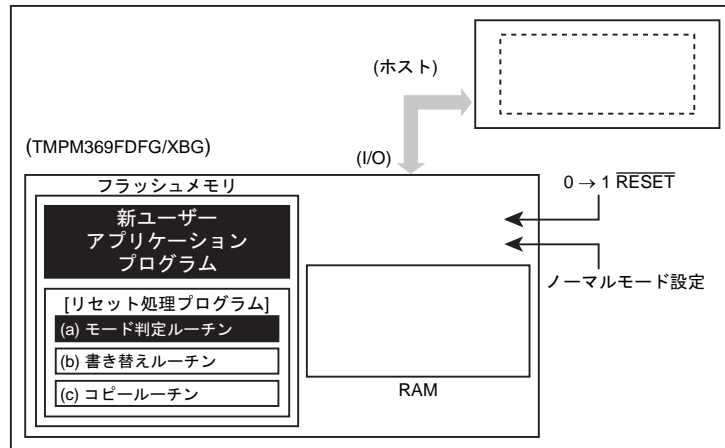 (ホスト)
(TMPM369FDFG/XBG)
(I/O)
フラッシュメモリ
0 → 1 RESET
新ユーザー
アプリケーション
プログラム
ノーマルモード設定
[リセット処理プログラム]
(a) モード判定ルーチン
(b) 書き替えルーチン
(c) コピールーチン
RAM